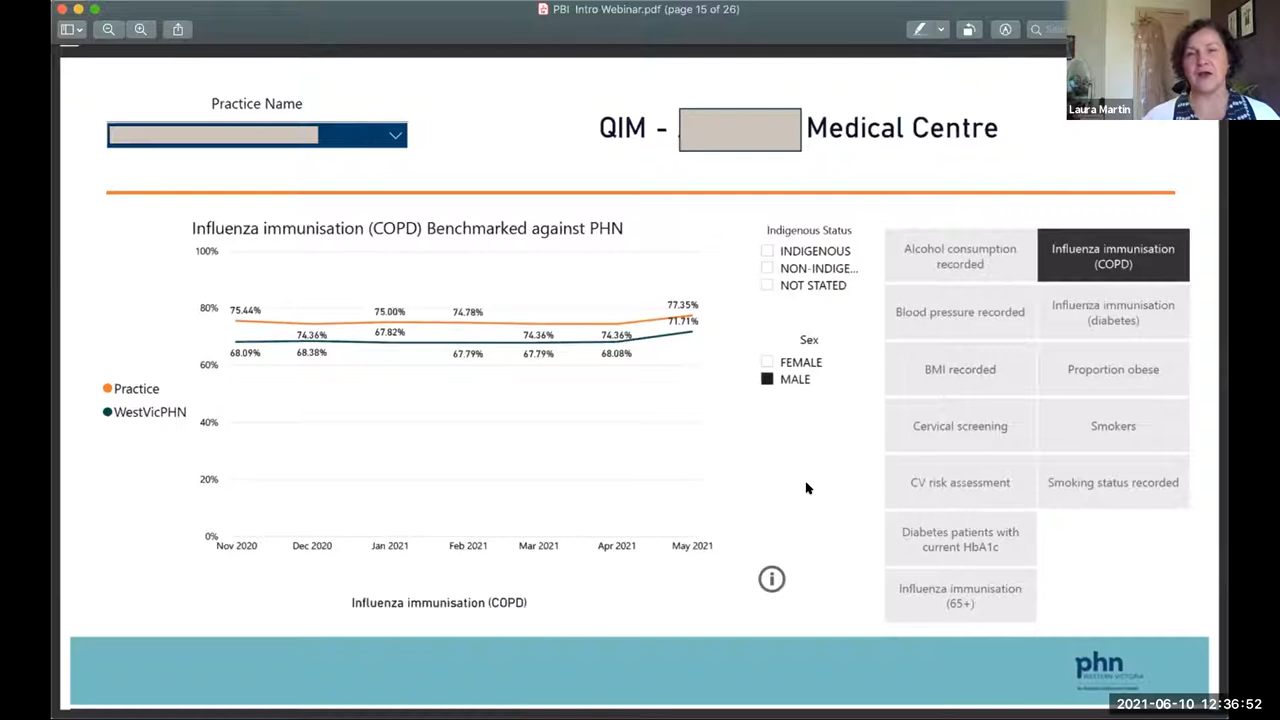 PBI Intro Webinar.pdf (page 15 of 26)
Laura Martin
Practice Name
QIM -
Medical Centre
Influenza immunisation (COPD) Benchmarked against PHN
100%
80%
60%
40%
20%
0%
75.44%
75.00%
74.78%
77.35%
74.36%
67.82%
74.36%
74.36%
71.71%
68.09%
68.38%
67.79%
67.79%
68.08%
Practice
WestVicPHN
Nov 2020
Dec 2020
Jan 2021
Feb 2021
Mar 2021
Apr 2021
May 2021
Influenza immunisation (COPD)
Indigenous Status
INDIGENOUS
NON-INDIGE...
NOT STATED
Sex
FEMALE
MALE
Alcohol consumption
recorded
Influenza immunisation
(COPD)
Blood pressure recorded
Influenza immunisation
(diabetes)
BMI recorded
Proportion obese
Cervical screening
Smokers
CV risk assessment
Smoking status recorded
Diabetes patients with
current HbA1c
Influenza immunisation
(65+)
phn
WESTERN VICTORIA
2021-06-10 12:36:52